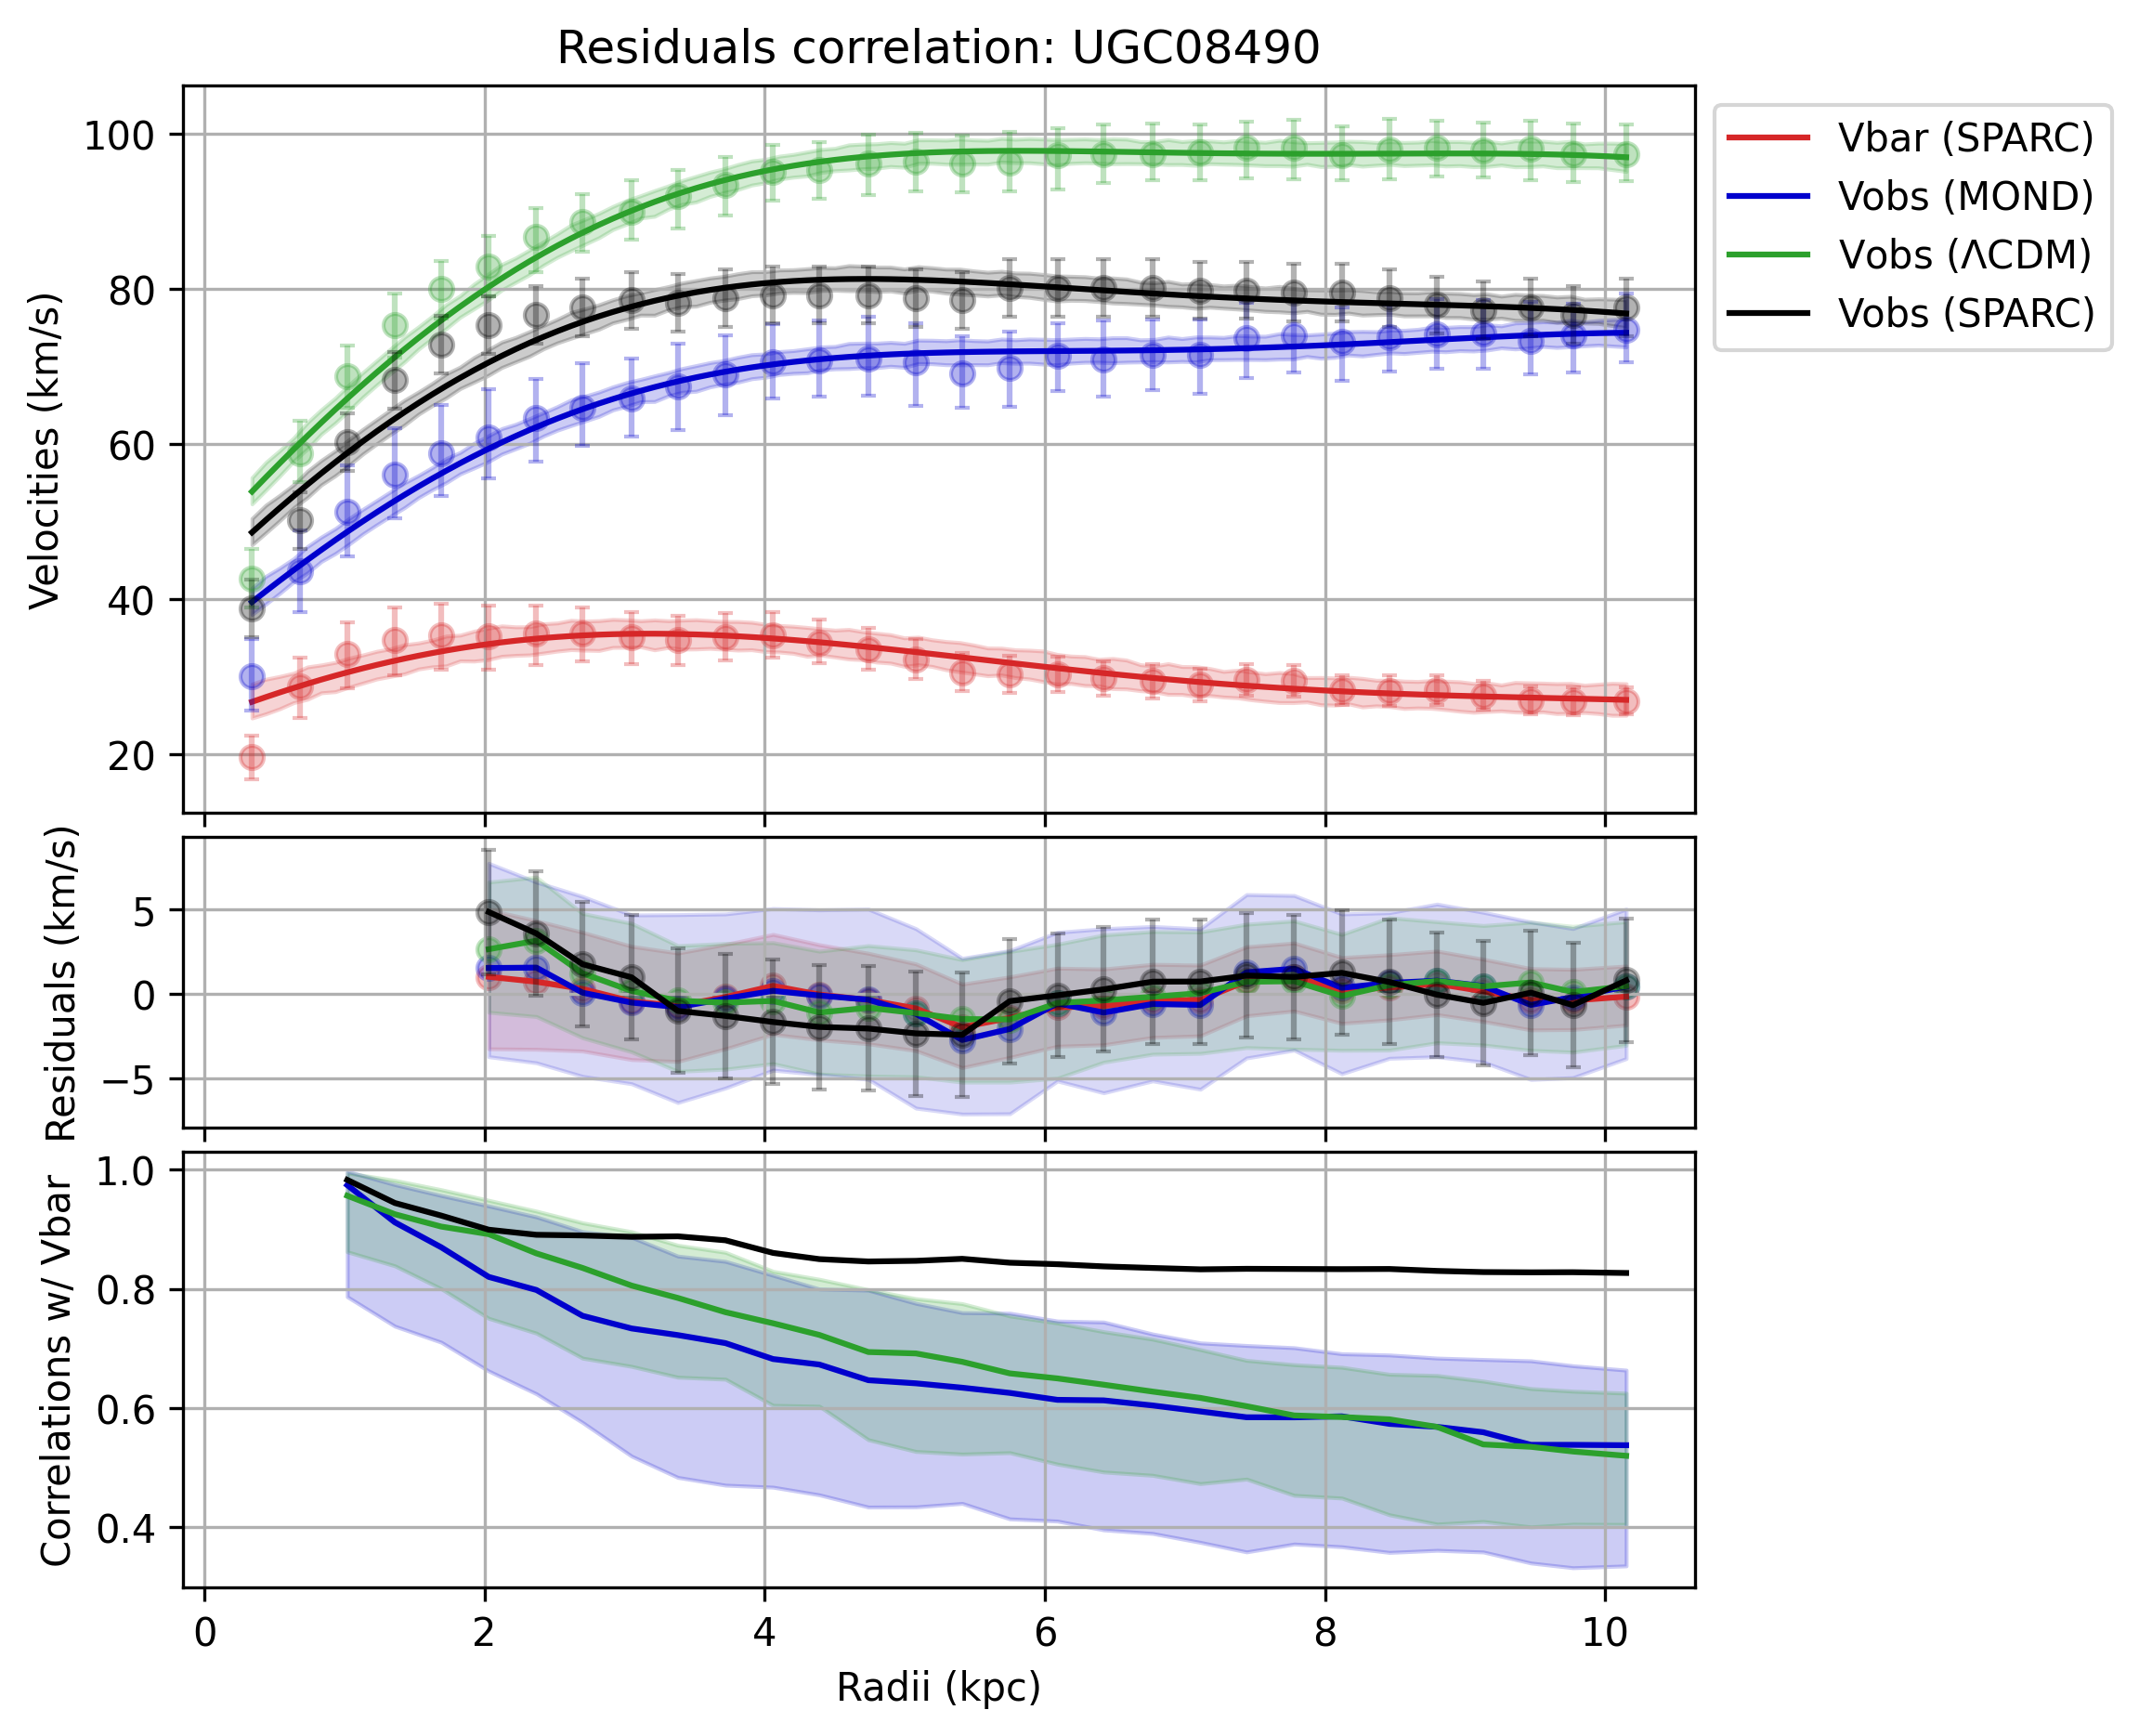 Residuals correlation: UGC08490
Velocities (km/s)
100
80
60
40
20
Vbar (SPARC)
Vobs (MOND)
Vobs (ΛCDM)
Vobs (SPARC)
Residuals (km/s)
5
0
−5
Correlations w/ Vbar
1.0
0.8
0.6
0.4
0 2 4 6 8 10
Radii (kpc)